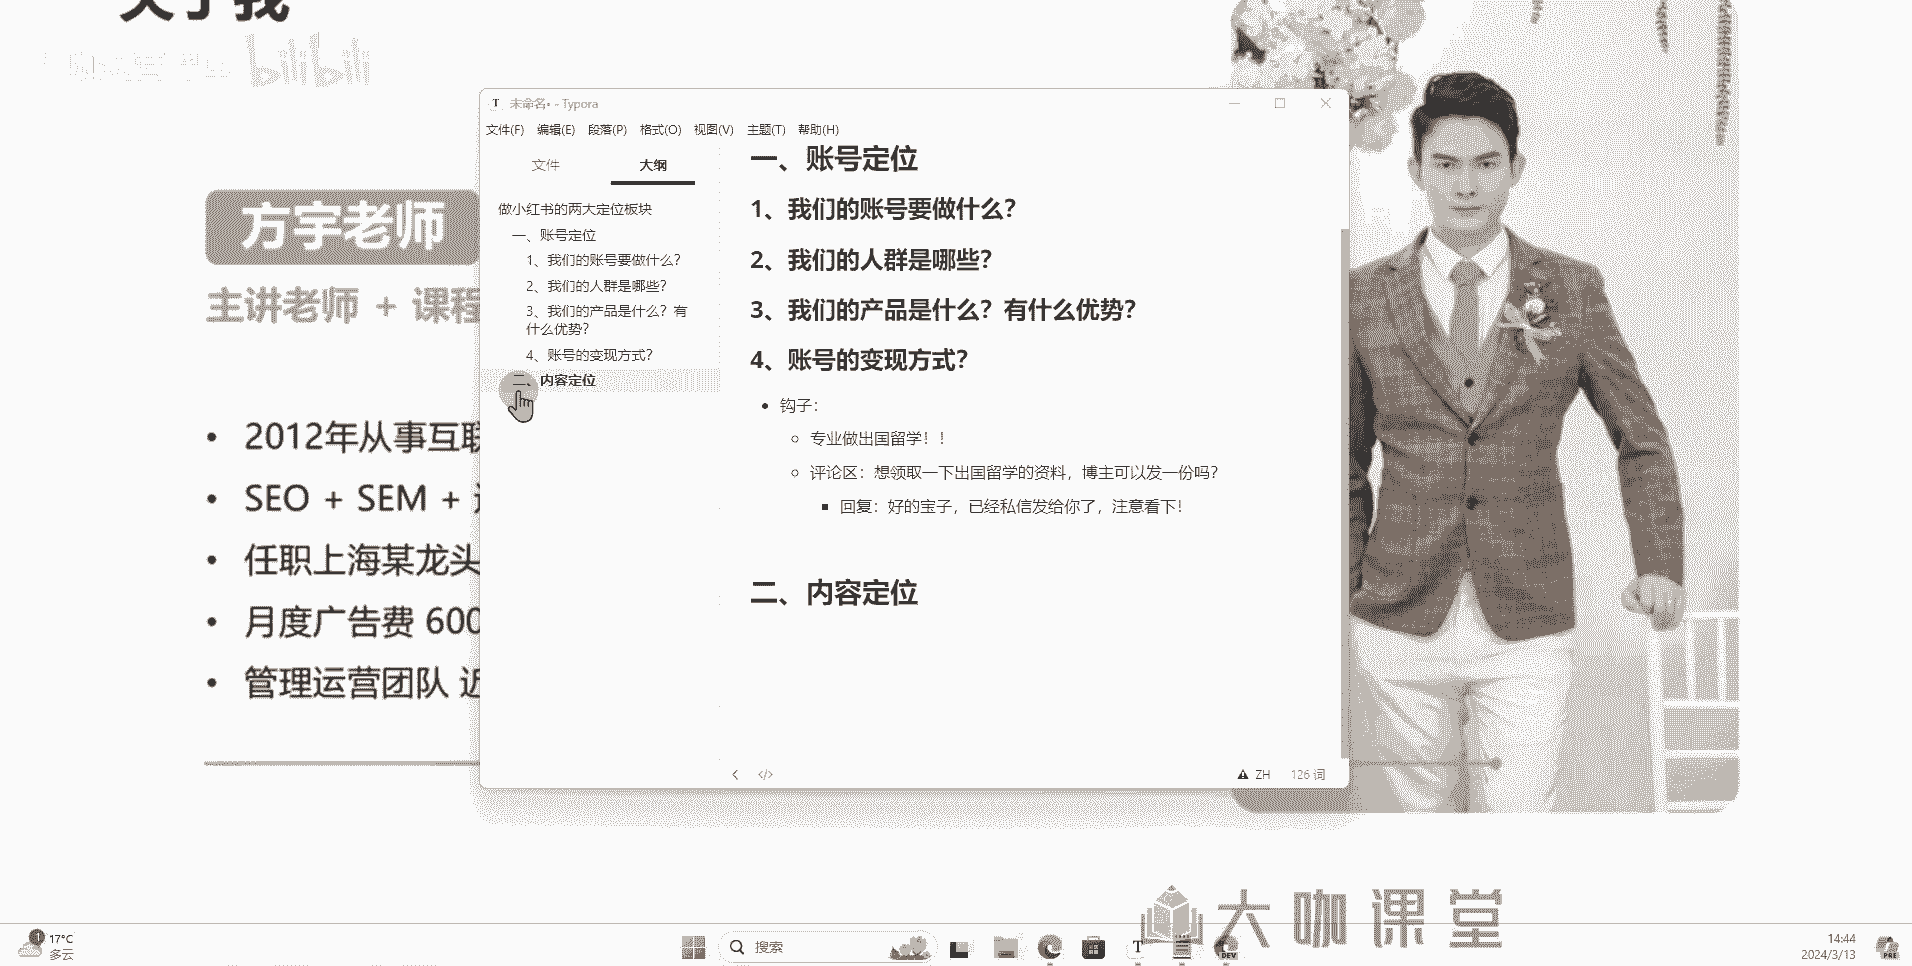 关于我
bilibili
T 未命名• - Typora
文件(F) 编辑(E) 段落(P) 格式(O) 视图(V) 主题(T) 帮助(H)
文件 大纲
做小红书的两大定位板块
一、账号定位
1、我们的账号要做什么？
2、我们的人群是哪些？
3、我们的产品是什么？有
什么优势？
4、账号的变现方式？
二、内容定位
一、账号定位
1、我们的账号要做什么？
2、我们的人群是哪些？
3、我们的产品是什么？有什么优势？
4、账号的变现方式？
• 钩子：
专业做出国留学！！
评论区：想领取一下出国留学的资料，博主可以发一份吗？
回复：好的宝子，已经私信发给你了，注意看下！
二、内容定位
</> ZH 126 词
方宇老师
主讲老师 + 课程
• 2012年从事互联
• SEO + SEM +
• 任职上海某龙头
• 月度广告费 600
• 管理运营团队 近
大咖课堂
1 17°C
多云
搜索
T
DEV
14:44
2024/3/13
PRE